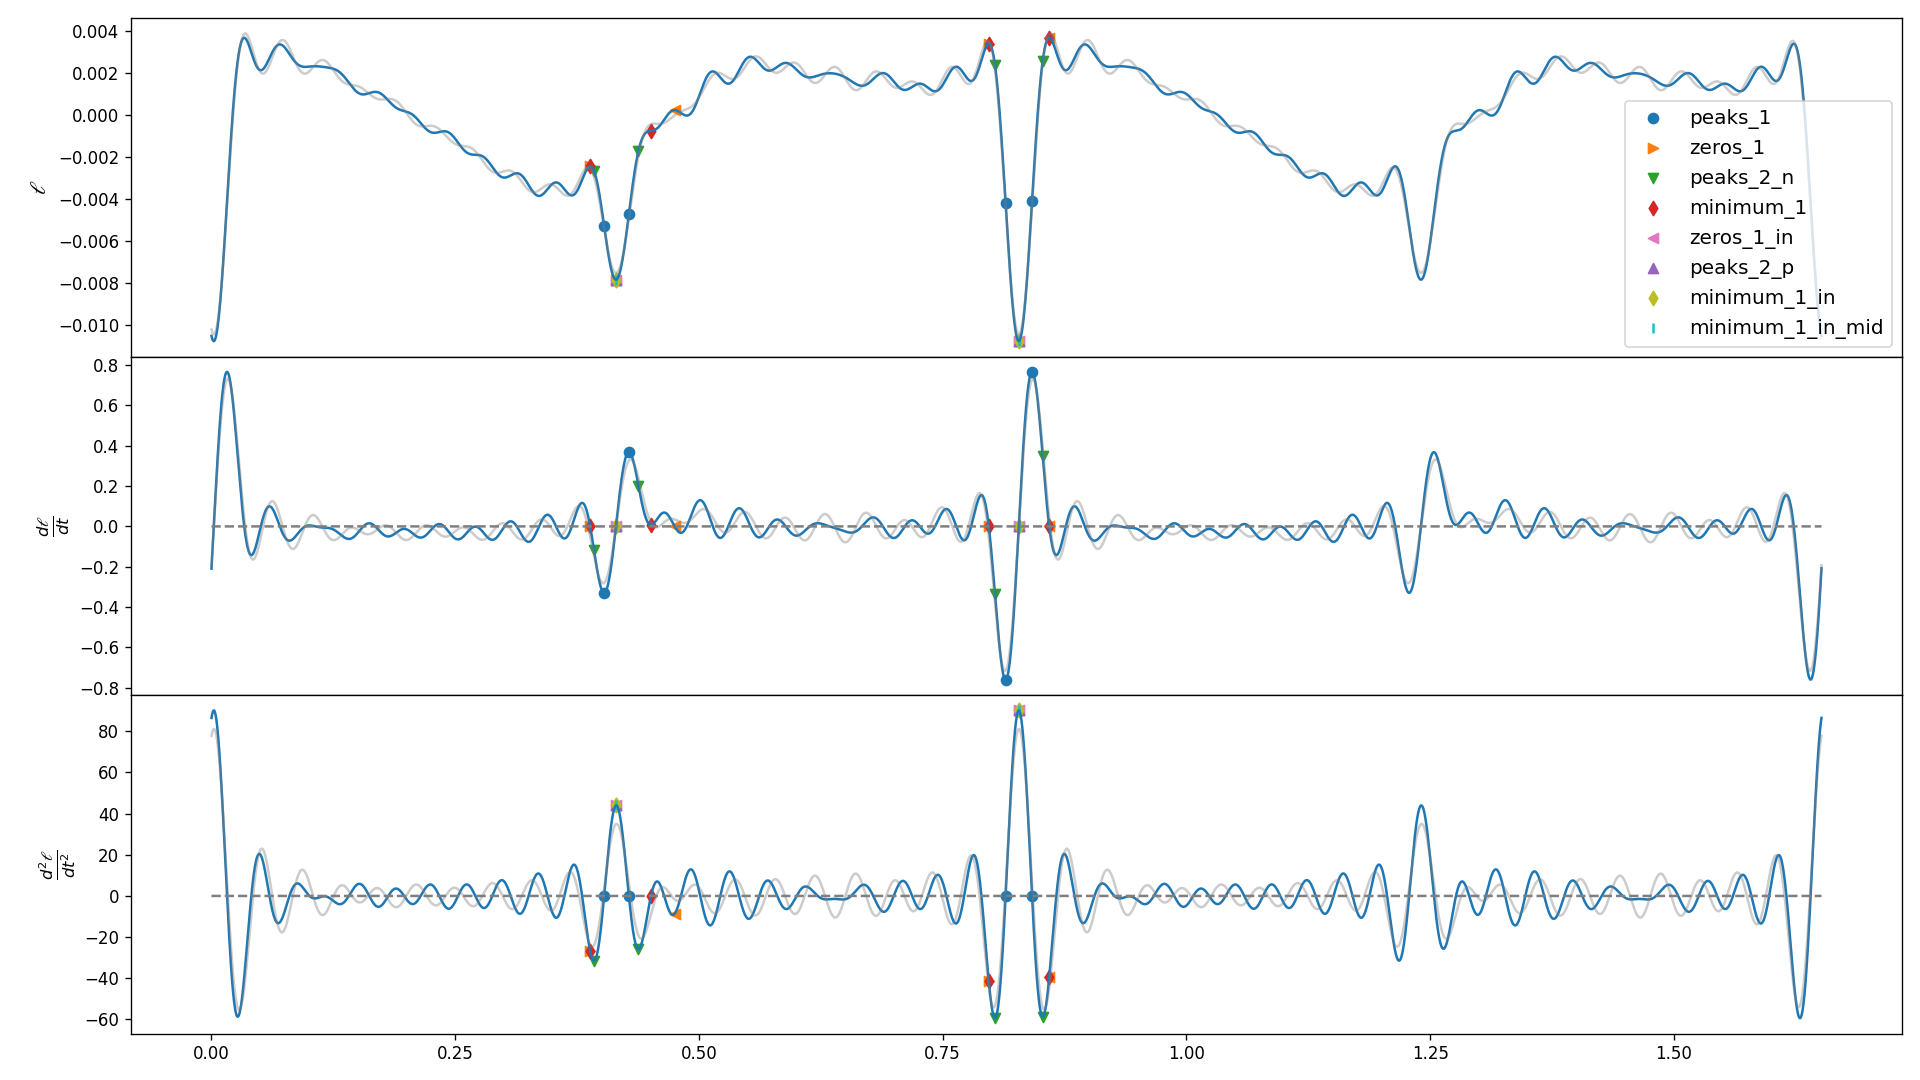 0.004
0.002
0.000
−0.002
−0.004
−0.006
−0.008
−0.010
ℓ
peaks_1
zeros_1
peaks_2_n
minimum_1
zeros_1_in
peaks_2_p
minimum_1_in
minimum_1_in_mid
0.8
0.6
0.4
0.2
0.0
−0.2
−0.4
−0.6
−0.8
dℓ/dt
80
60
40
20
0
−20
−40
−60
d²ℓ/dt²
0.00 0.25 0.50 0.75 1.00 1.25 1.50